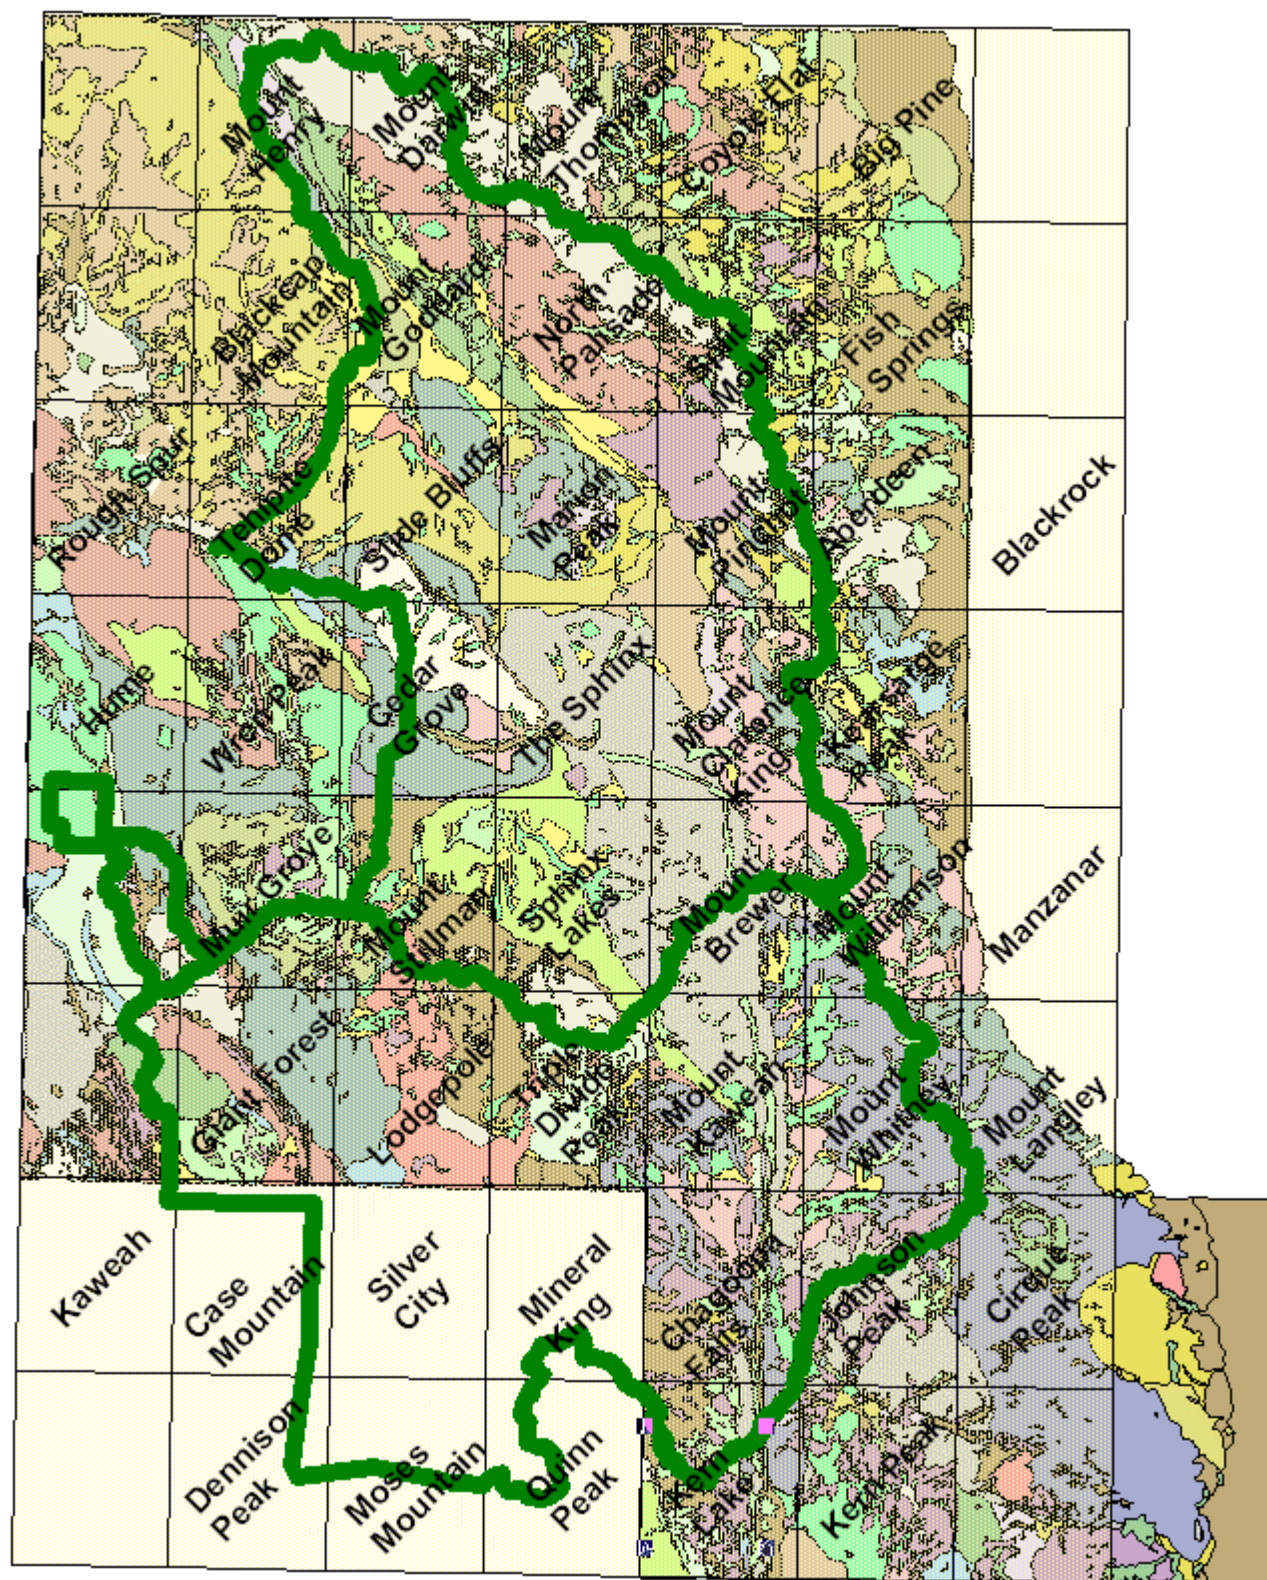 Mount
Henry
Mount
Darwin
Mount
Thompson
Coyote Flat
Big Pine
Blackcap
Mountain
Mount
Goddard
North
Palisade
Split
Mountain
Fish
Springs
Rough Spur
Tehipite
Dome
Slide Bluffs
Marion
Peak
Mount
Pinchot
Aberdeen
Blackrock
Hume
Wren Peak
Cedar
Grove
The Sphinx
Mount
Clarence
King
Kearsarge
Peak
Muir Grove
Mount
Stillman
Sphinx
Lakes
Mount
Brewer
Mount
Williamson
Manzanar
Giant Forest
Lodgepole
Triple
Divide
Peak
Mount
Kaweah
Mount
Whitney
Mount
Langley
Kaweah
Case
Mountain
Silver
City
Mineral
King
Chagoopa
Falls
Johnson
Peak
Cirque
Peak
Dennison
Peak
Moses
Mountain
Quinn
Peak
Kern
Lake
Kern Peak